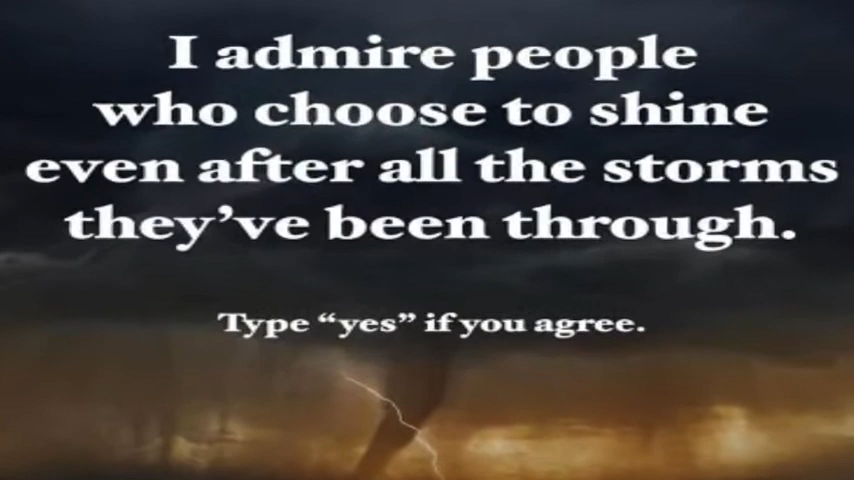 I admire people
who choose to shine
even after all the storms
they’ve been through.
Type “yes” if you agree.